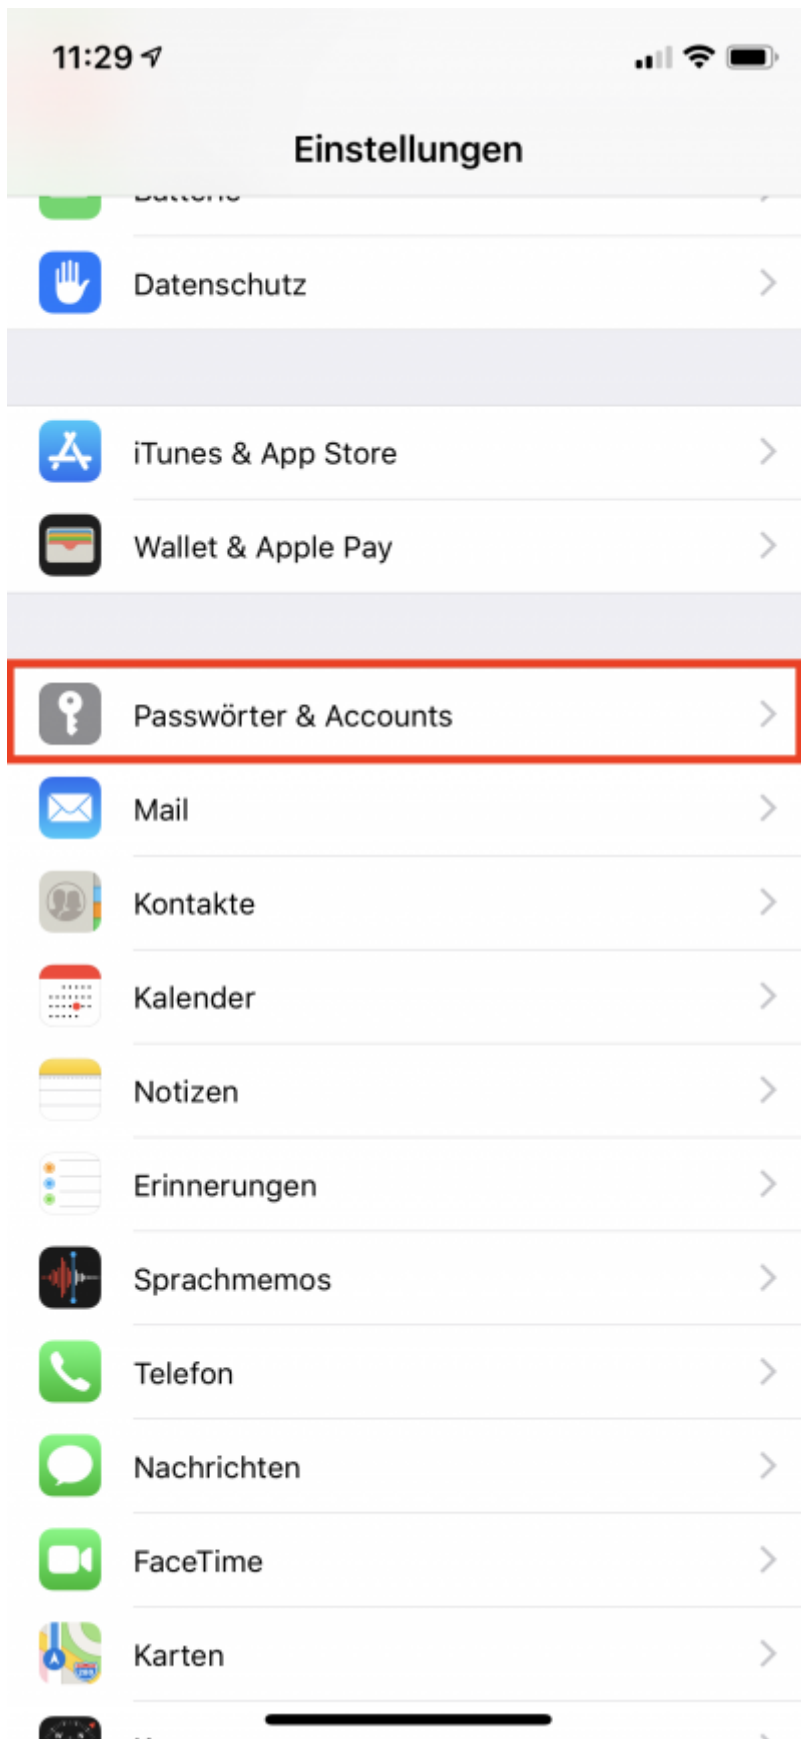 11:29
Einstellungen
Batterie
Datenschutz
iTunes & App Store
Wallet & Apple Pay
Passwörter & Accounts
Mail
Kontakte
Kalender
Notizen
Erinnerungen
Sprachmemos
Telefon
Nachrichten
FaceTime
Karten